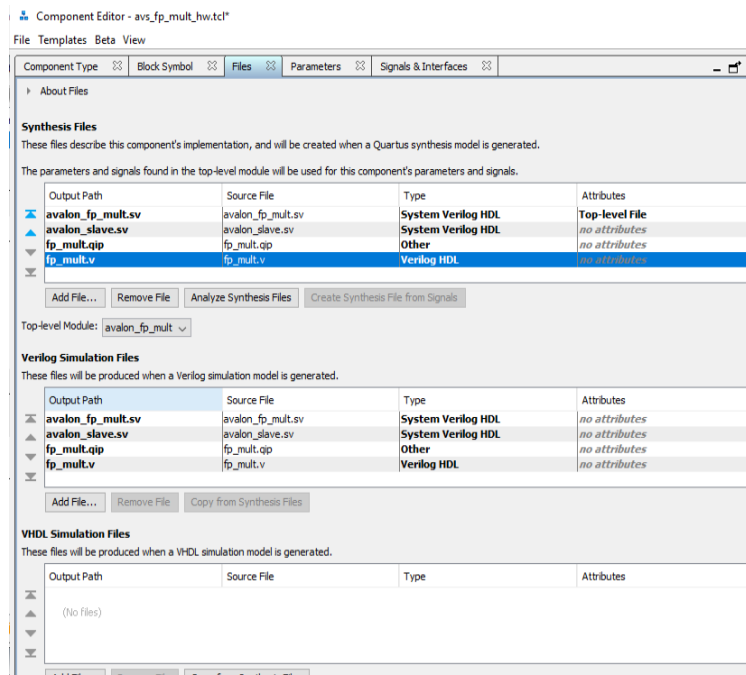 Component Editor - avs_fp_mult_hw.tcl*
File Templates Beta View
Component Type Block Symbol Files Parameters Signals & Interfaces
About Files
Synthesis Files
These files describe this component's implementation, and will be created when a Quartus synthesis model is generated.
The parameters and signals found in the top-level module will be used for this component's parameters and signals.
Output Path Source File Type Attributes
avalon_fp_mult.sv avalon_fp_mult.sv System Verilog HDL Top-level File
avalon_slave.sv avalon_slave.sv System Verilog HDL no attributes
fp_mult.qip fp_mult.qip Other no attributes
fp_mult.v fp_mult.v Verilog HDL no attributes
Add File... Remove File Analyze Synthesis Files Create Synthesis File from Signals
Top-level Module: avalon_fp_mult
Verilog Simulation Files
These files will be produced when a Verilog simulation model is generated.
Output Path Source File Type Attributes
avalon_fp_mult.sv avalon_fp_mult.sv System Verilog HDL no attributes
avalon_slave.sv avalon_slave.sv System Verilog HDL no attributes
fp_mult.qip fp_mult.qip Other no attributes
fp_mult.v fp_mult.v Verilog HDL no attributes
Add File... Remove File Copy from Synthesis Files
VHDL Simulation Files
These files will be produced when a VHDL simulation model is generated.
Output Path Source File Type Attributes
(No files)